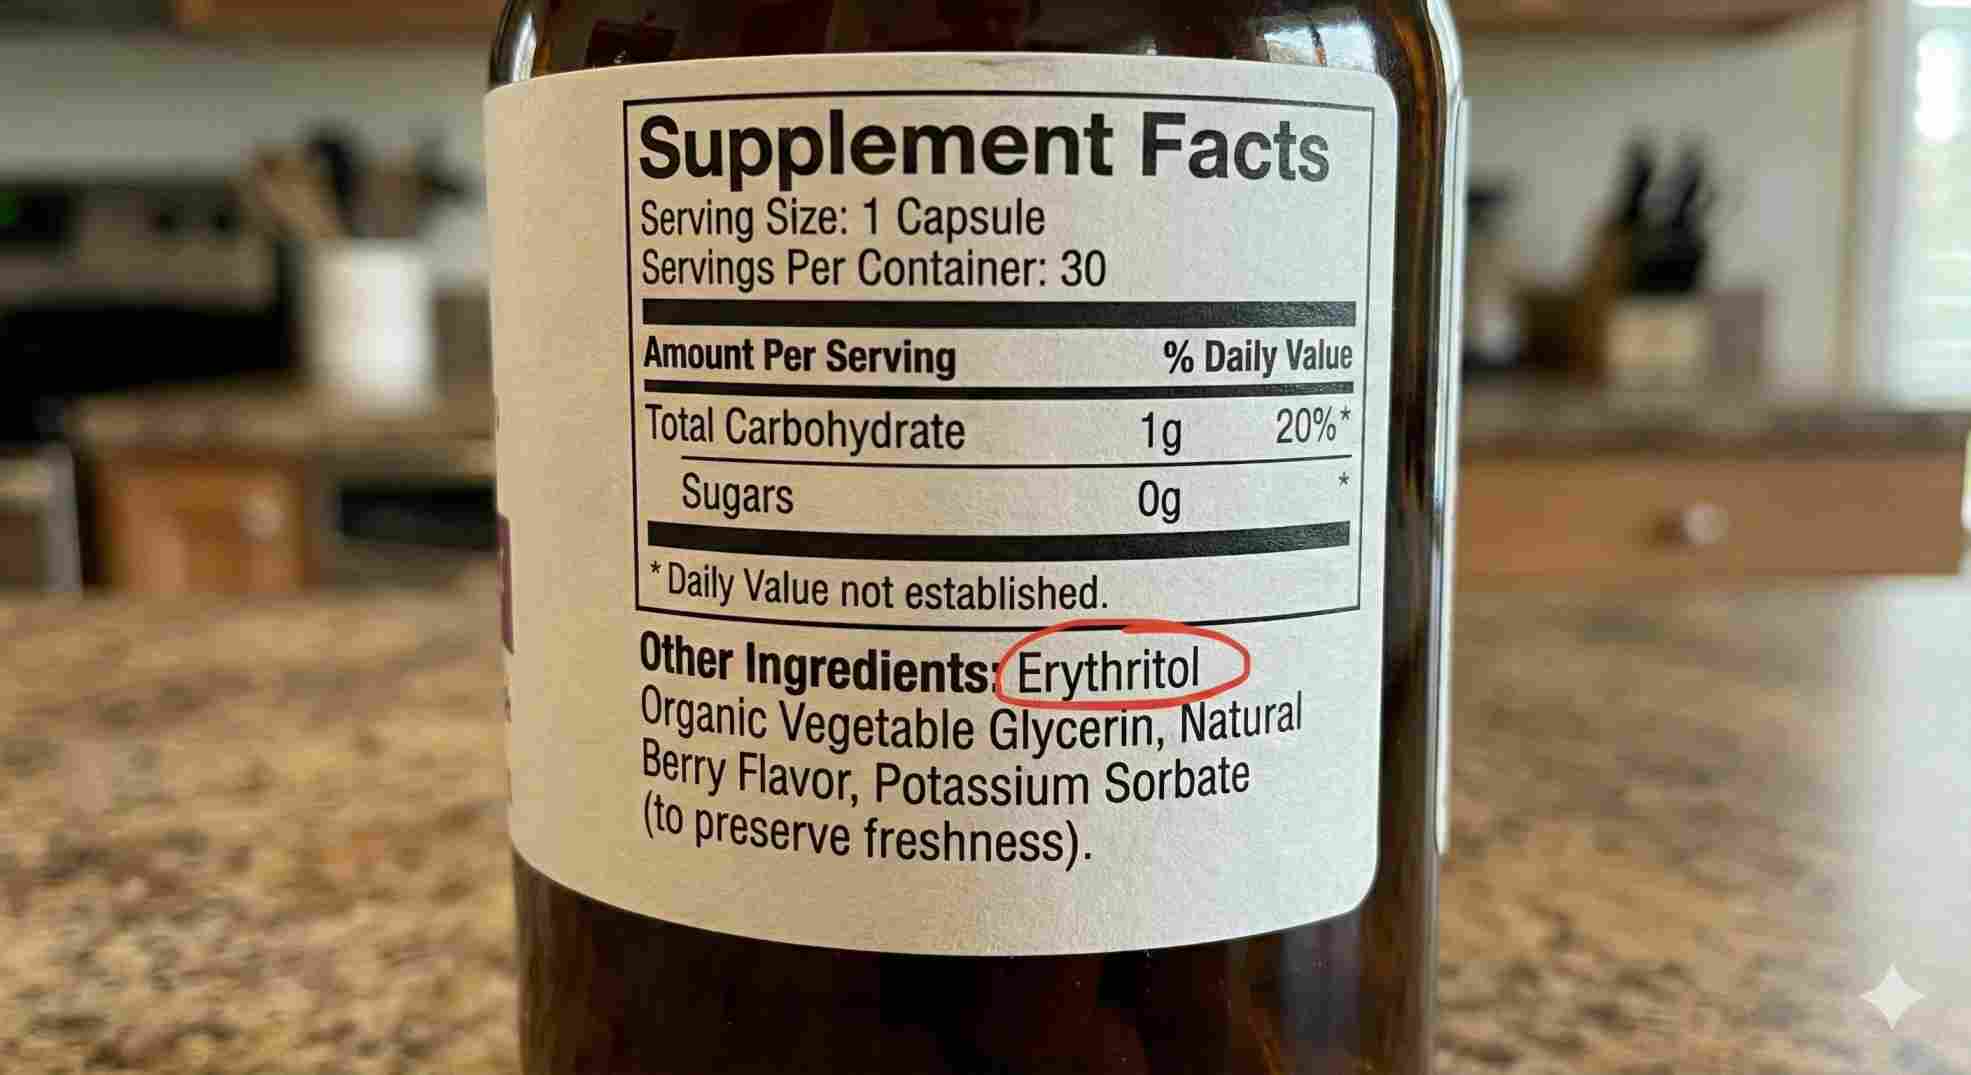 Supplement Facts
Serving Size: 1 Capsule
Servings Per Container: 30
Amount Per Serving % Daily Value
Total Carbohydrate 1g 20%*
Sugars 0g *
*Daily Value not established.
Other Ingredients: Erythritol
Organic Vegetable Glycerin, Natural
Berry Flavor, Potassium Sorbate
(to preserve freshness).